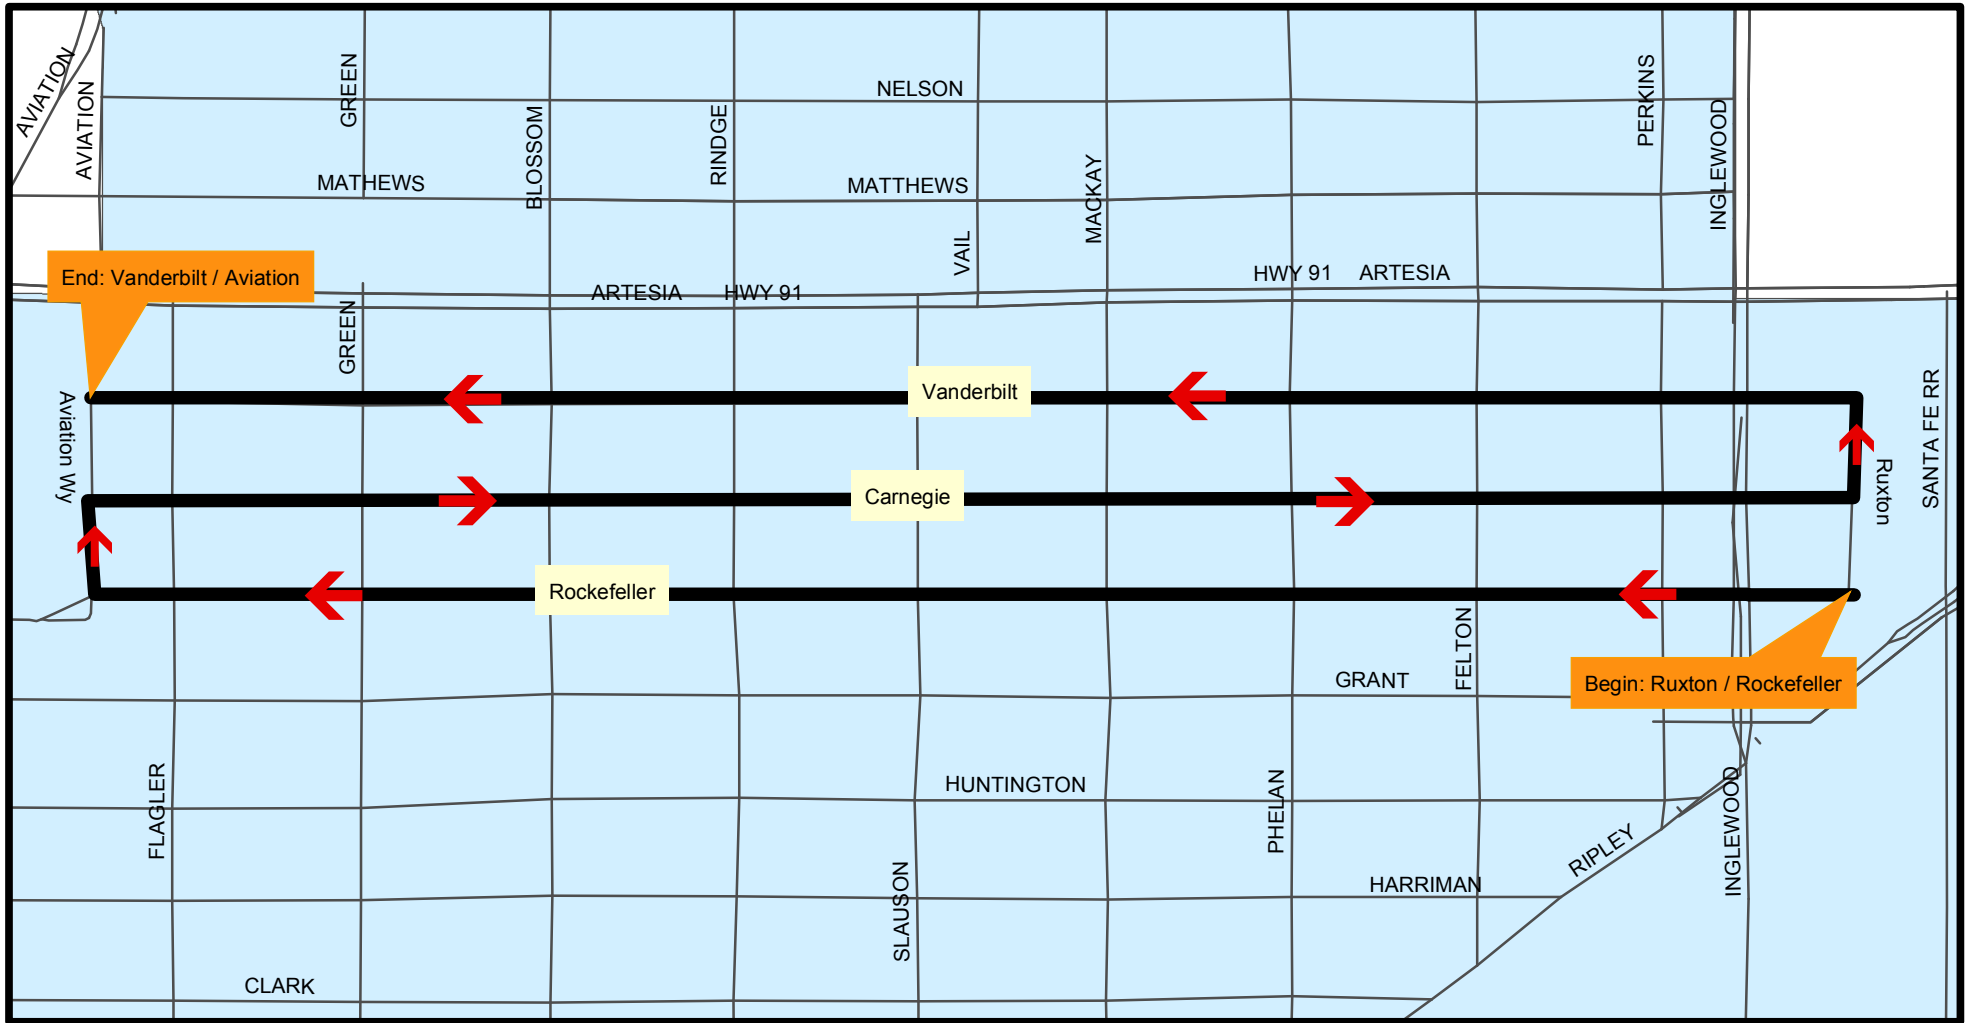 AVIATION
AVIATION
GREEN
NELSON
PERKINS
BLOSSOM
RINDGE
INGLEWOOD
MATHEWS
MATTHEWS
MACKAY
VAIL
End: Vanderbilt / Aviation
HWY 91 ARTESIA
ARTESIA HWY 91
GREEN
Vanderbilt
Aviation Wy
SANTA FE RR
Carnegie
Ruxton
Rockefeller
FELTON
GRANT
Begin: Ruxton / Rockefeller
HUNTINGTON
FLAGLER
PHELAN
INGLEWOOD
RIPLEY
HARRIMAN
SLAUSON
CLARK